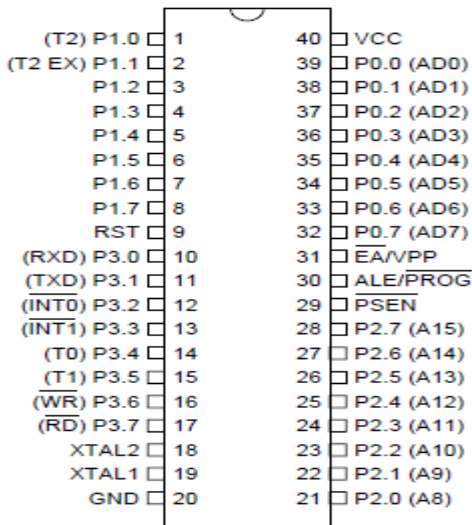 (T2) P1.0 1 40 VCC
(T2 EX) P1.1 2 39 P0.0 (AD0)
P1.2 3 38 P0.1 (AD1)
P1.3 4 37 P0.2 (AD2)
P1.4 5 36 P0.3 (AD3)
P1.5 6 35 P0.4 (AD4)
P1.6 7 34 P0.5 (AD5)
P1.7 8 33 P0.6 (AD6)
RST 9 32 P0.7 (AD7)
(RXD) P3.0 10 31 E̅A̅/VPP
(TXD) P3.1 11 30 ALE/P̅R̅O̅G̅
(I̅N̅T̅0̅) P3.2 12 29 P̅S̅E̅N̅
(I̅N̅T̅1̅) P3.3 13 28 P2.7 (A15)
(T0) P3.4 14 27 P2.6 (A14)
(T1) P3.5 15 26 P2.5 (A13)
(W̅R̅) P3.6 16 25 P2.4 (A12)
(R̅D̅) P3.7 17 24 P2.3 (A11)
XTAL2 18 23 P2.2 (A10)
XTAL1 19 22 P2.1 (A9)
GND 20 21 P2.0 (A8)